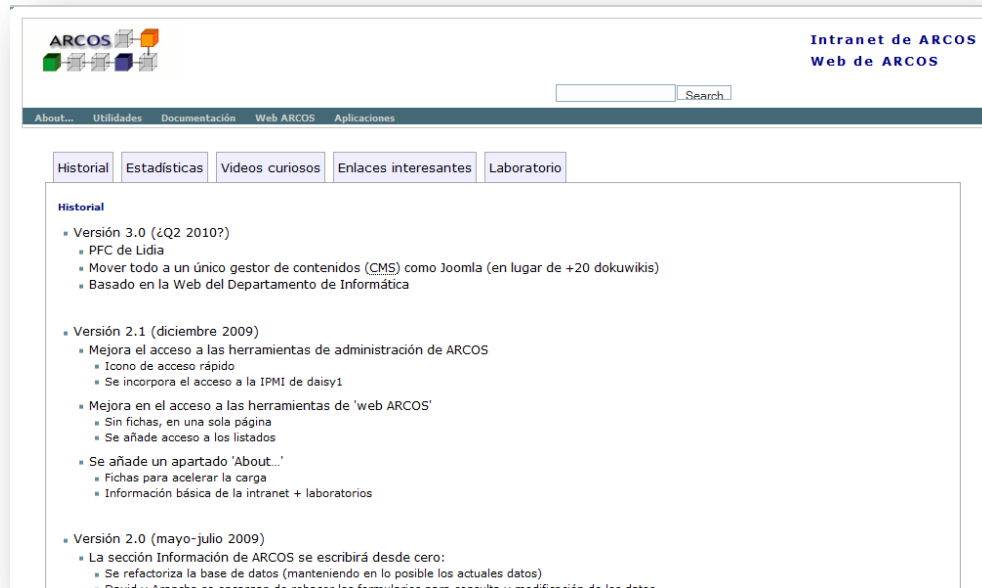 ARCOS
Intranet de ARCOS
Web de ARCOS
Search
About... Utilidades Documentación Web ARCOS Aplicaciones
Historial Estadísticas Videos curiosos Enlaces interesantes Laboratorio
Historial
Versión 3.0 (¿Q2 2010?)
PFC de Lidia
Mover todo a un único gestor de contenidos (CMS) como Joomla (en lugar de +20 dokuwikis)
Basado en la Web del Departamento de Informática
Versión 2.1 (diciembre 2009)
Mejora el acceso a las herramientas de administración de ARCOS
Icono de acceso rápido
Se incorpora el acceso a la IPMI de daisy1
Mejora en el acceso a las herramientas de 'web ARCOS'
Sin fichas, en una sola página
Se añade acceso a los listados
Se añade un apartado 'About...'
Fichas para acelerar la carga
Información básica de la intranet + laboratorios
Versión 2.0 (mayo-julio 2009)
La sección Información de ARCOS se escribirá desde cero:
Se refactoriza la base de datos (manteniendo en lo posible los actuales datos)